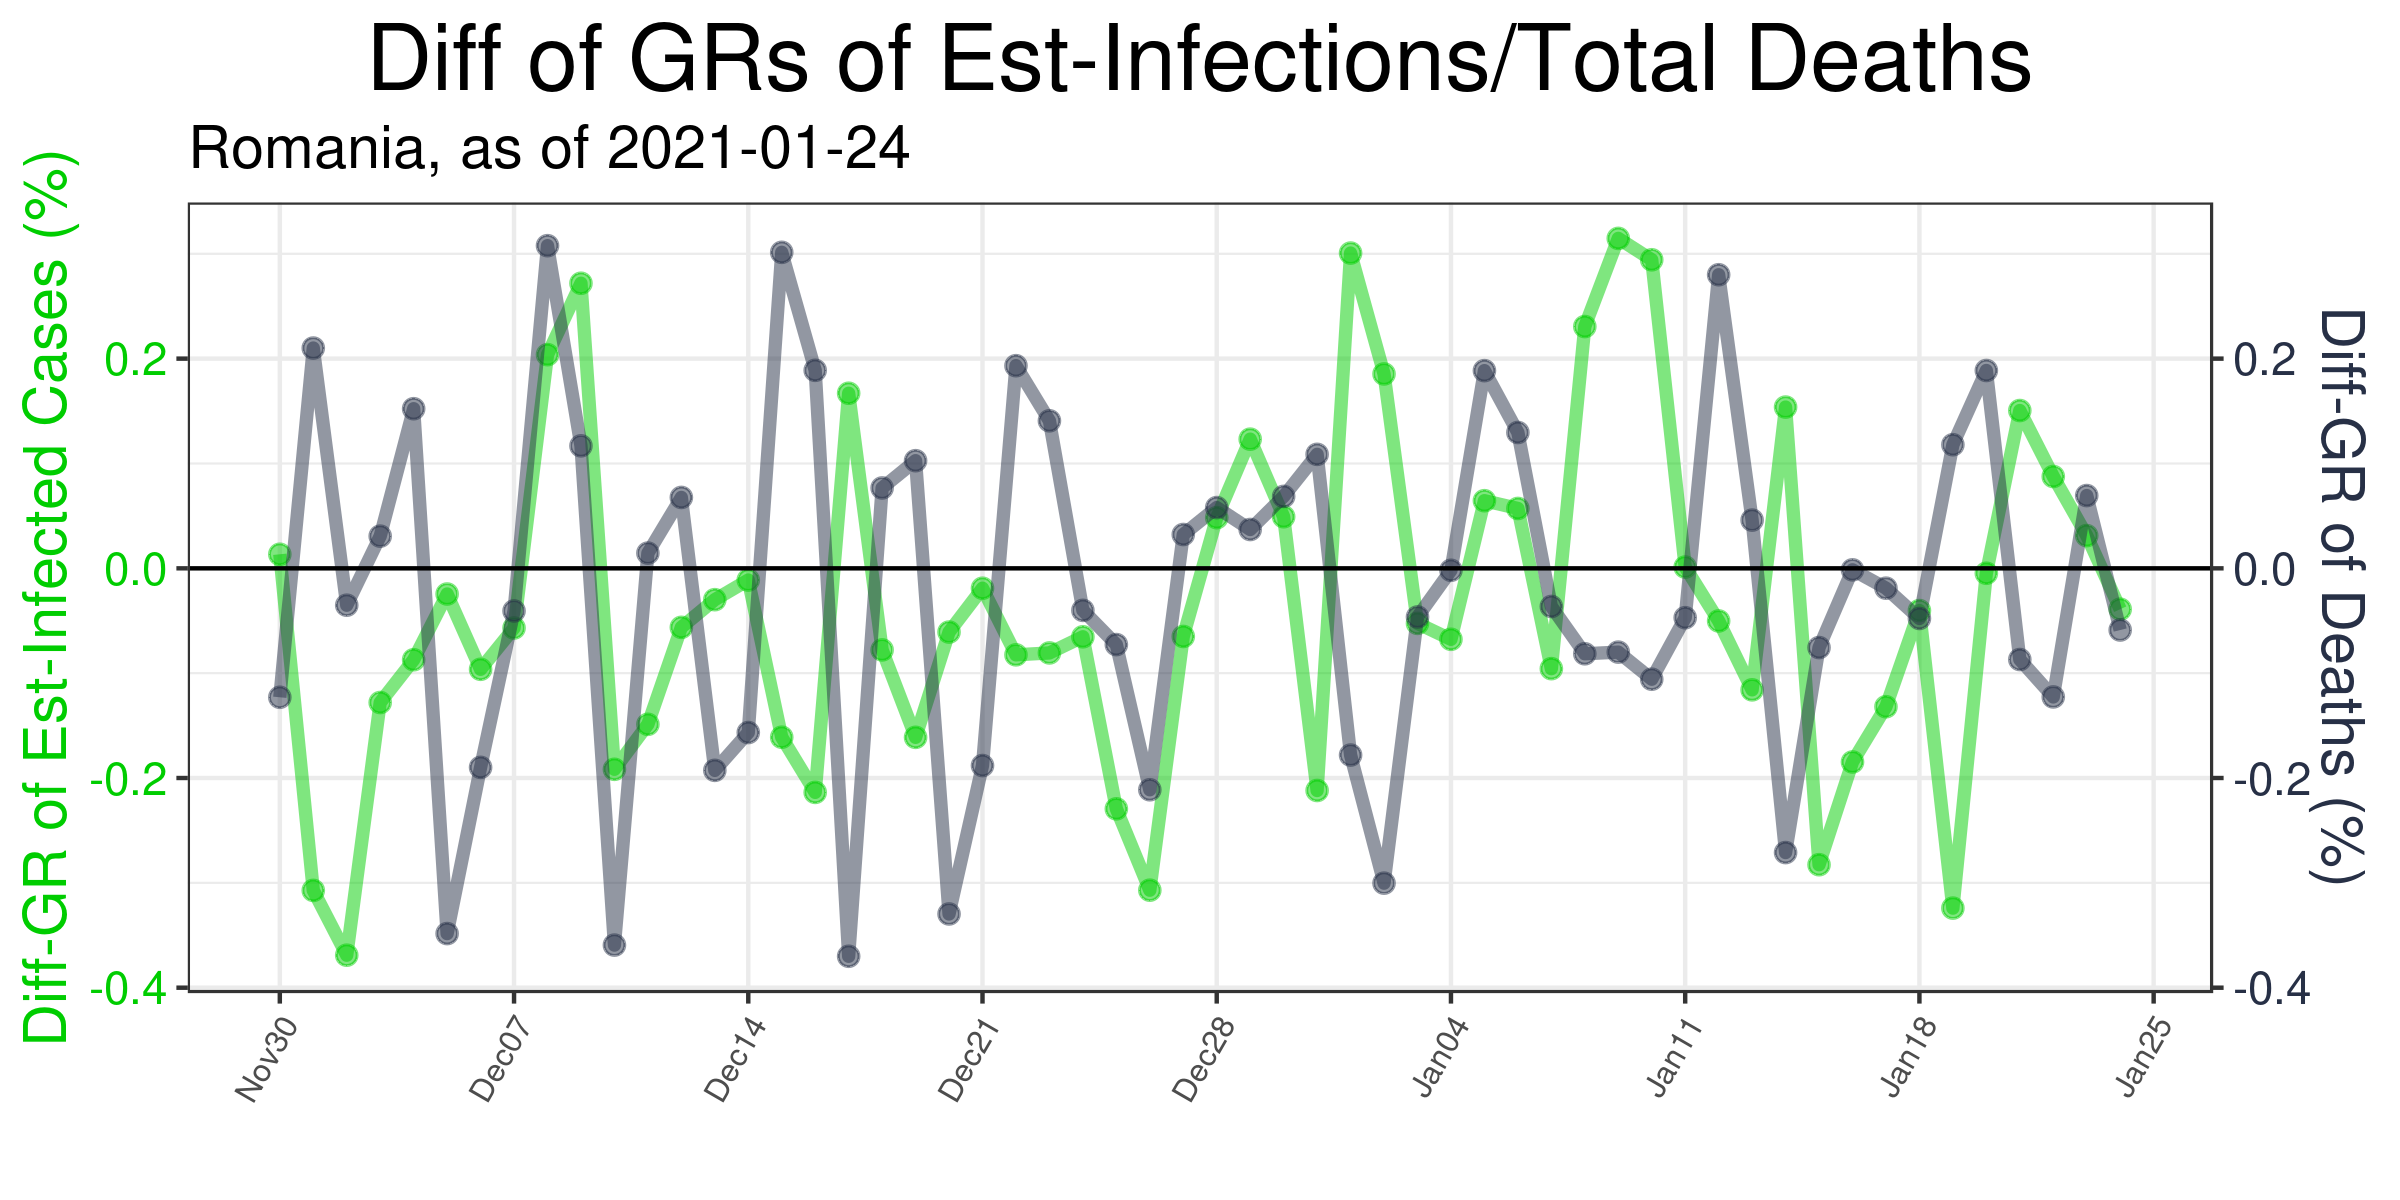 Diff of GRs of Est-Infections/Total Deaths
Romania, as of 2021-01-24
Diff-GR of Est-Infected Cases (%)
0.2
0.0
-0.2
-0.4
0.2
0.0
-0.2
-0.4
Diff-GR of Deaths (%)
Nov30
Dec07
Dec14
Dec21
Dec28
Jan04
Jan11
Jan18
Jan25